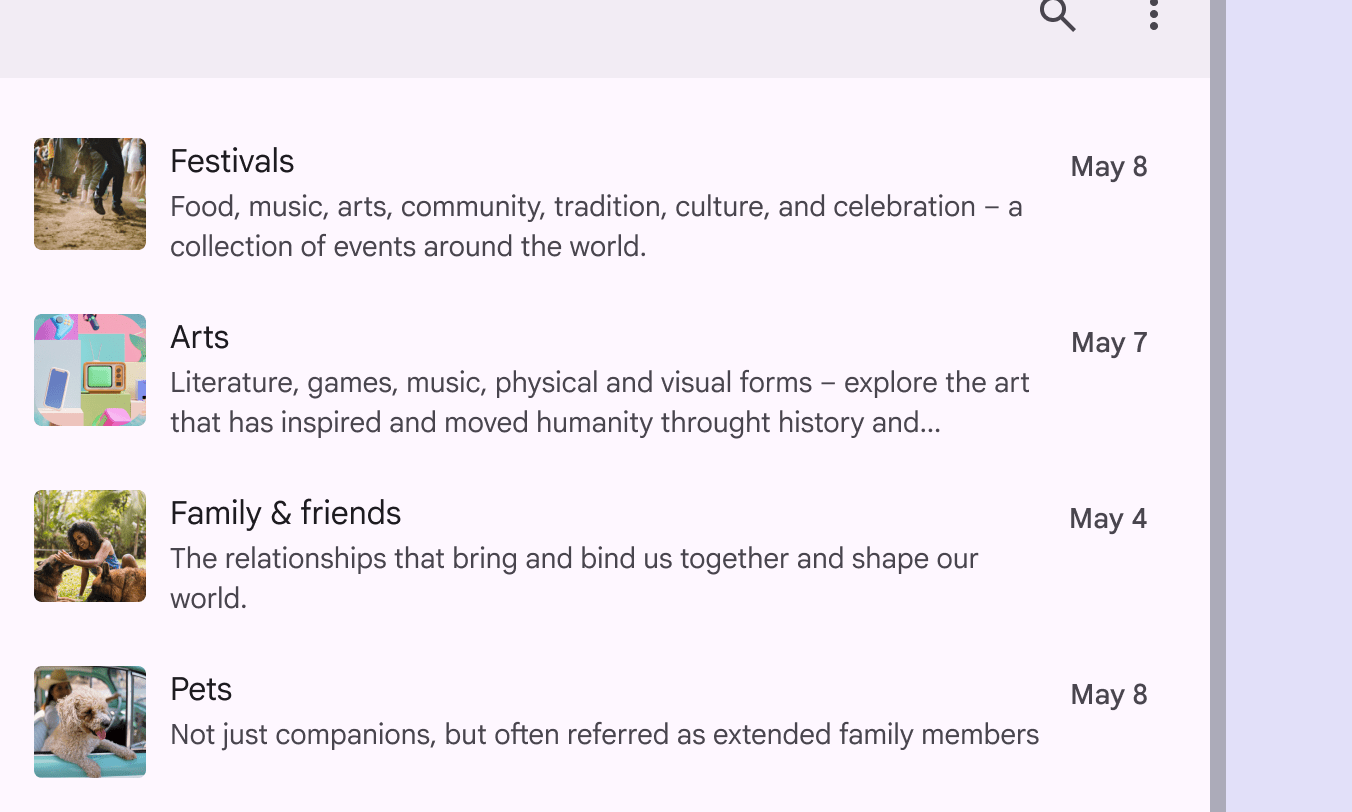 Festivals
May 8
Food, music, arts, community, tradition, culture, and celebration – a
collection of events around the world.
Arts
May 7
Literature, games, music, physical and visual forms – explore the art
that has inspired and moved humanity throught history and...
Family & friends
May 4
The relationships that bring and bind us together and shape our
world.
Pets
May 8
Not just companions, but often referred as extended family members